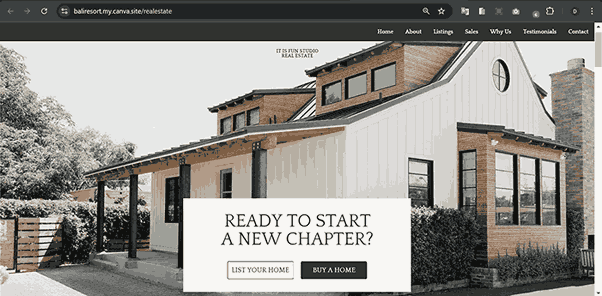 baliresort.my.canva.site/realestate
Home About Listings Sales Why Us Testimonials Contact
IT IS FUN STUDIO
REAL ESTATE
READY TO START
A NEW CHAPTER?
LIST YOUR HOME BUY A HOME